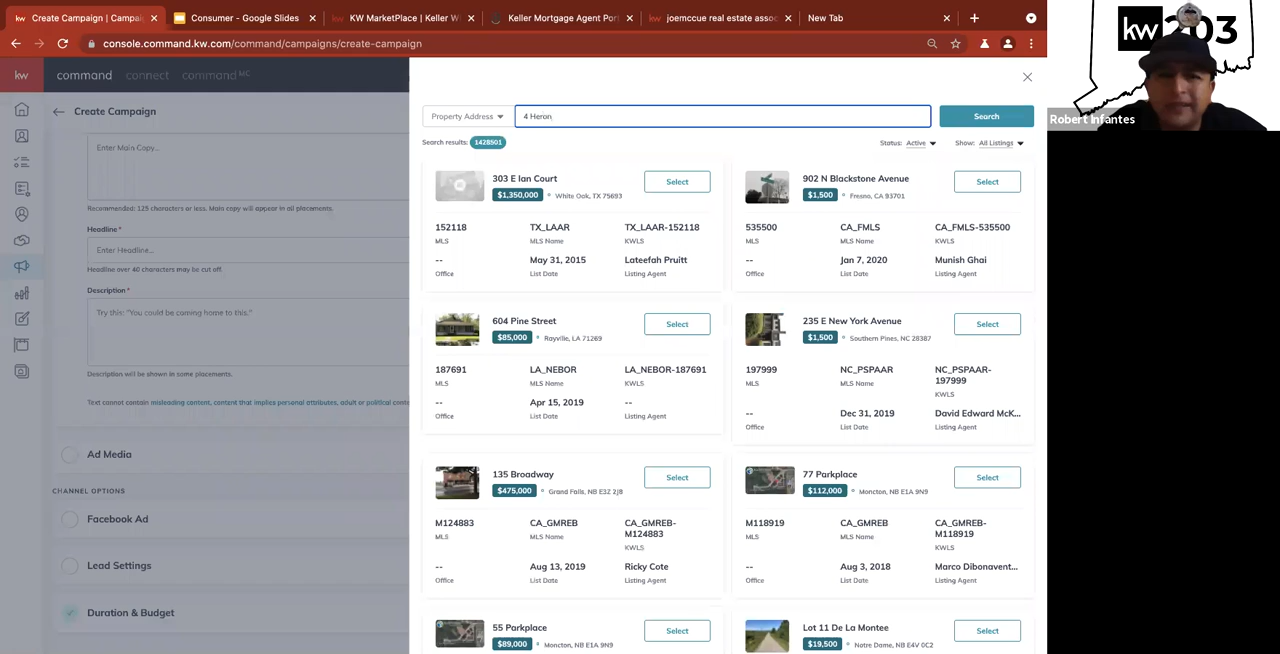 Create Campaign | Campai
Consumer - Google Slides
KW MarketPlace | Keller W
Keller Mortgage Agent Por
joemccue real estate assoc
New Tab
console.command.kw.com/command/campaigns/create-campaign
kw
command
connect
command MC
Create Campaign
Enter Main Copy...
Recommended: 125 characters or less. Main copy will appear in all placements.
Headline *
Enter Headline...
Headline over 40 characters may be cut off.
Description *
Try this: "You could be coming home to this."
Description will be shown in some placements.
Text cannot contain misleading content, content that implies personal attributes, adult or political conte
Ad Media
CHANNEL OPTIONS
Facebook Ad
Lead Settings
Duration & Budget
Property Address
4 Heron
Search
Search results: 1428501
Status: Active
Show: All Listings
303 E Ian Court
Select
$1,350,000
White Oak, TX 75693
152118
TX_LAAR
TX_LAAR-152118
MLS
MLS Name
KWLS
--
May 31, 2015
Lateefah Pruitt
Office
List Date
Listing Agent
902 N Blackstone Avenue
Select
$1,500
Fresno, CA 93701
535500
CA_FMLS
CA_FMLS-535500
MLS
MLS Name
KWLS
--
Jan 7, 2020
Munish Ghai
Office
List Date
Listing Agent
604 Pine Street
Select
$85,000
Rayville, LA 71269
187691
LA_NEBOR
LA_NEBOR-187691
MLS
MLS Name
KWLS
--
Apr 15, 2019
--
Office
List Date
Listing Agent
235 E New York Avenue
Select
$1,500
Southern Pines, NC 28387
197999
NC_PSPAAR
NC_PSPAAR-
197999
MLS
MLS Name
KWLS
--
Dec 31, 2019
David Edward McK...
Office
List Date
Listing Agent
135 Broadway
Select
$475,000
Grand Falls, NB E3Z 2J8
M124883
CA_GMREB
CA_GMREB-
M124883
MLS
MLS Name
KWLS
--
Aug 13, 2019
Ricky Cote
Office
List Date
Listing Agent
77 Parkplace
Select
$112,000
Moncton, NB E1A 9N9
M118919
CA_GMREB
CA_GMREB-
M118919
MLS
MLS Name
KWLS
--
Aug 3, 2018
Marco Dibonavent...
Office
List Date
Listing Agent
55 Parkplace
Select
$89,000
Moncton, NB E1A 9N9
Lot 11 De La Montee
Select
$19,500
Notre Dame, NB E4V 0C2
kw203
Robert Infantes